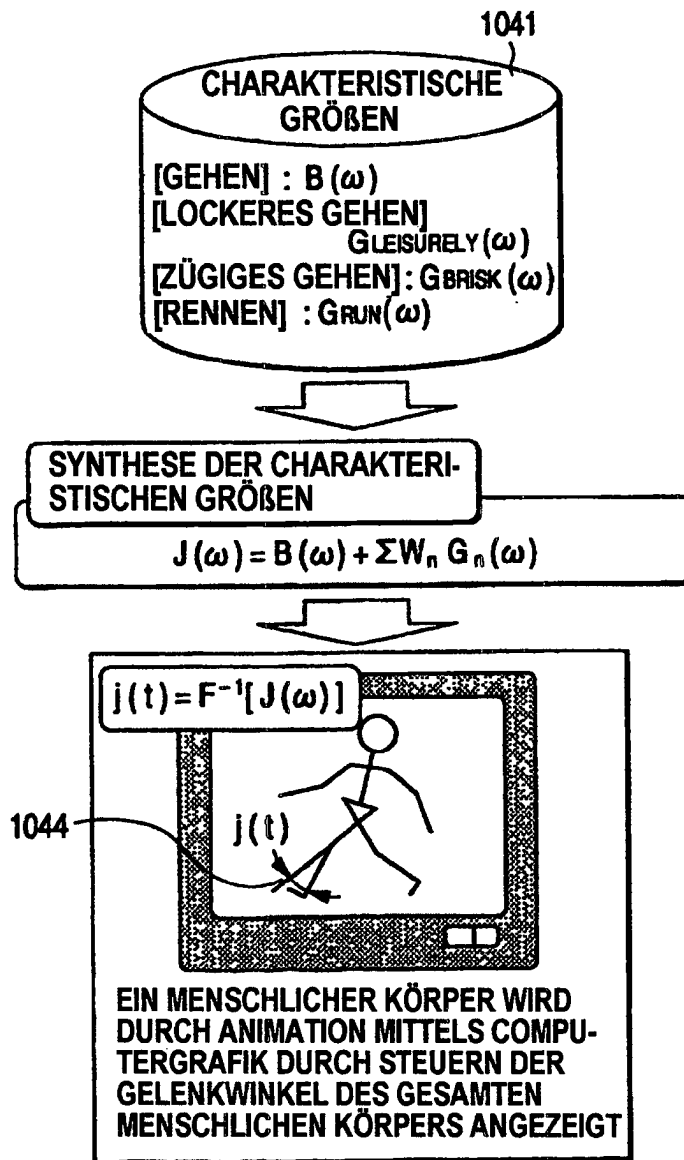 1041
CHARAKTERISTISCHE
GRÖßEN
[GEHEN] : B(ω)
[LOCKERES GEHEN]
GLEISURELY(ω)
[ZÜGIGES GEHEN] : GBRISK(ω)
[RENNEN] : GRUN(ω)
SYNTHESE DER CHARAKTERI-
STISCHEN GRÖßEN
J(ω) = B(ω) + ΣWn Gn(ω)
j(t) = F⁻¹[J(ω)]
1044
j(t)
EIN MENSCHLICHER KÖRPER WIRD
DURCH ANIMATION MITTELS COMPU-
TERGRAFIK DURCH STEUERN DER
GELENKWINKEL DES GESAMTEN
MENSCHLICHEN KÖRPERS ANGEZEIGT